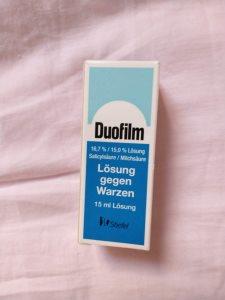 Duofilm
16,7 % / 15,0 % Lösung
Salicylsäure / Milchsäure
Lösung
gegen
Warzen
15 ml Lösung
Stiefel